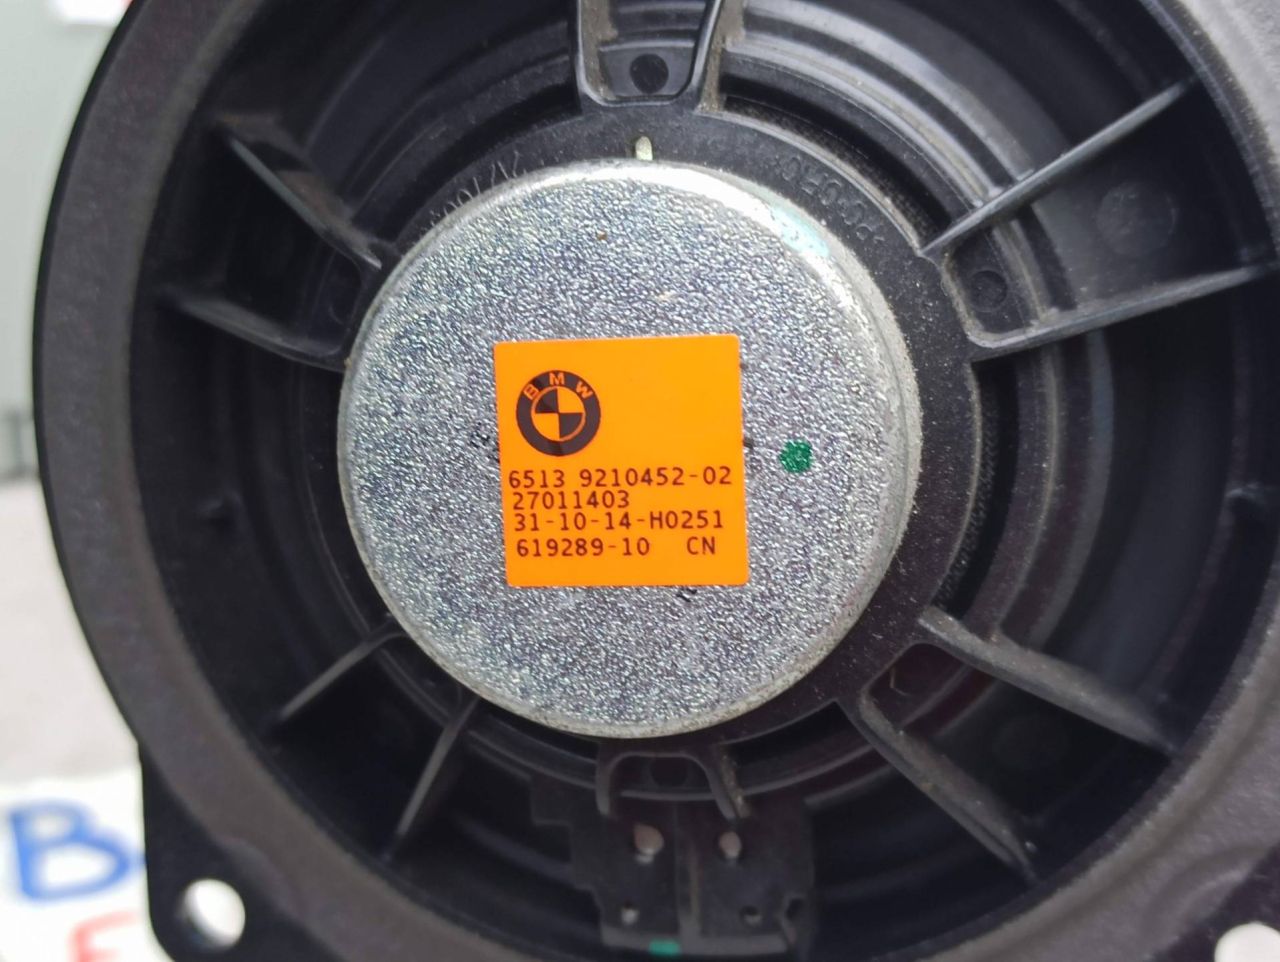 BMW
6513 9210452-02
27011403
31-10-14-H0251
619289-10 CN
B